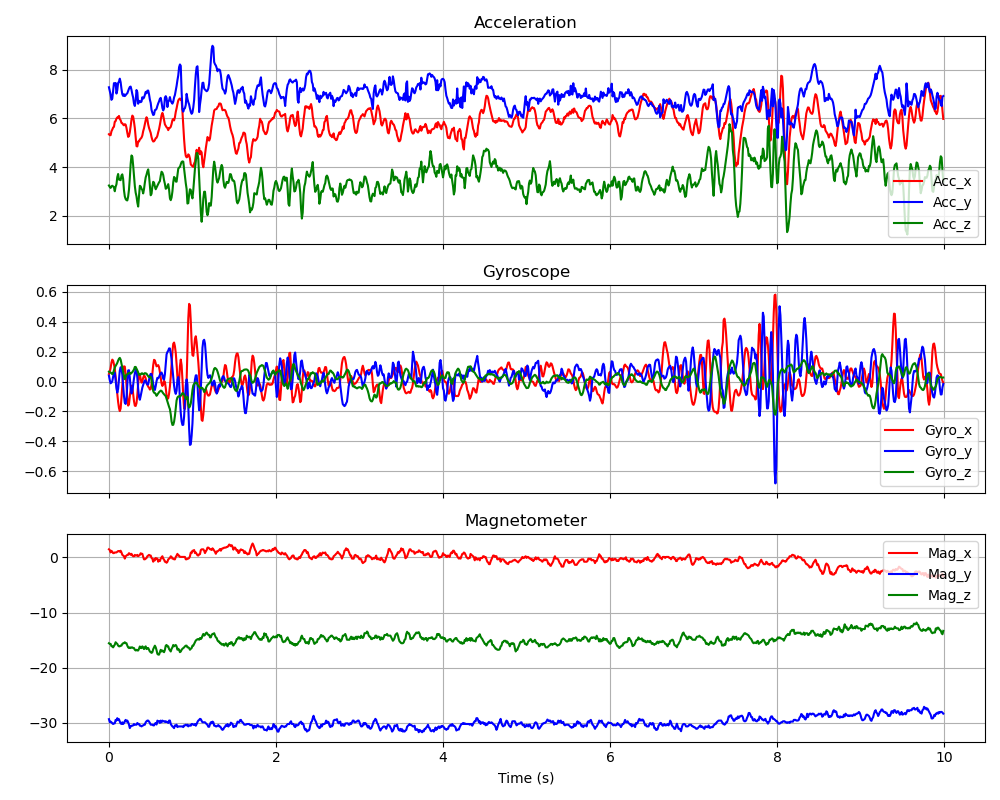 Acceleration
8
6
4
2
Acc_x
Acc_y
Acc_z
Gyroscope
0.6
0.4
0.2
0.0
−0.2
−0.4
−0.6
Gyro_x
Gyro_y
Gyro_z
Magnetometer
0
−10
−20
−30
Mag_x
Mag_y
Mag_z
0 2 4 6 8 10
Time (s)